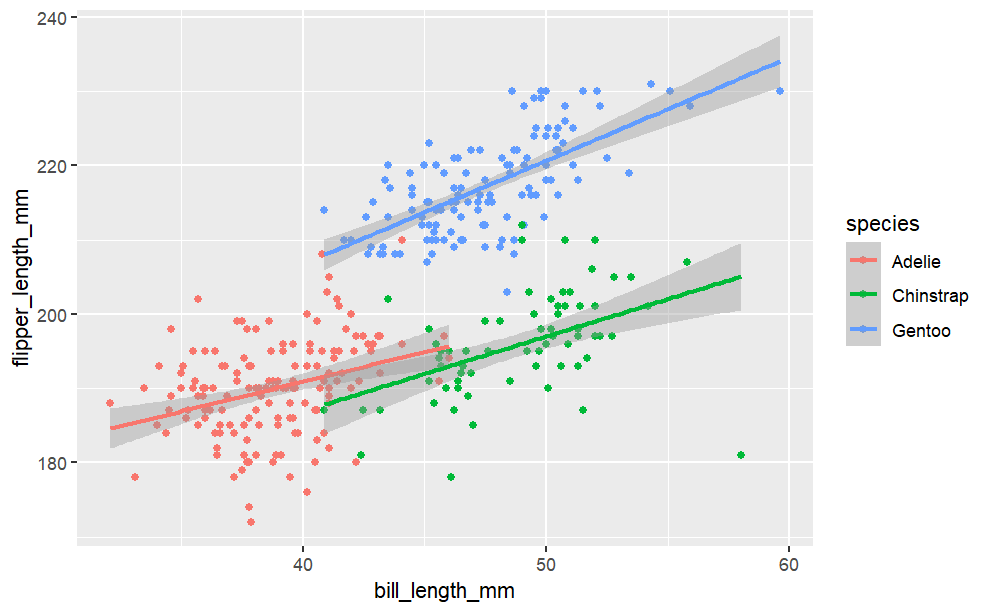 240
220
200
180
flipper_length_mm
40
50
60
bill_length_mm
species
Adelie
Chinstrap
Gentoo